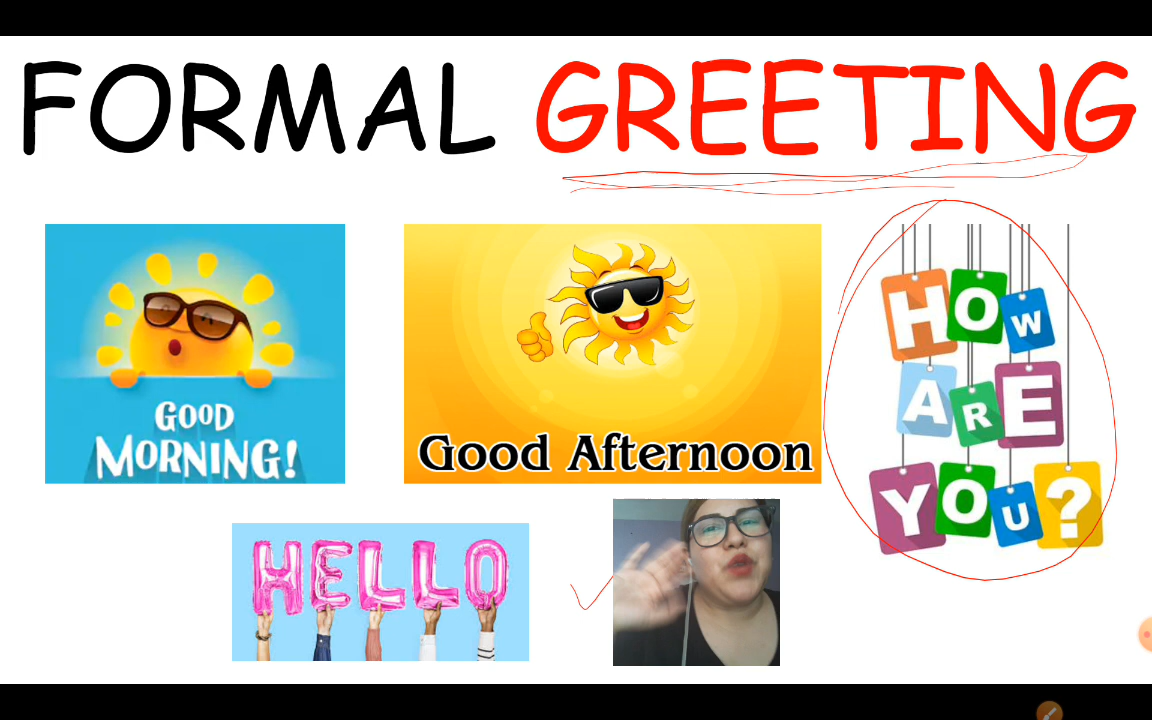 FORMAL GREETING
GOOD
MORNING!
Good Afternoon
HOW
ARE
YOU?
HELLO